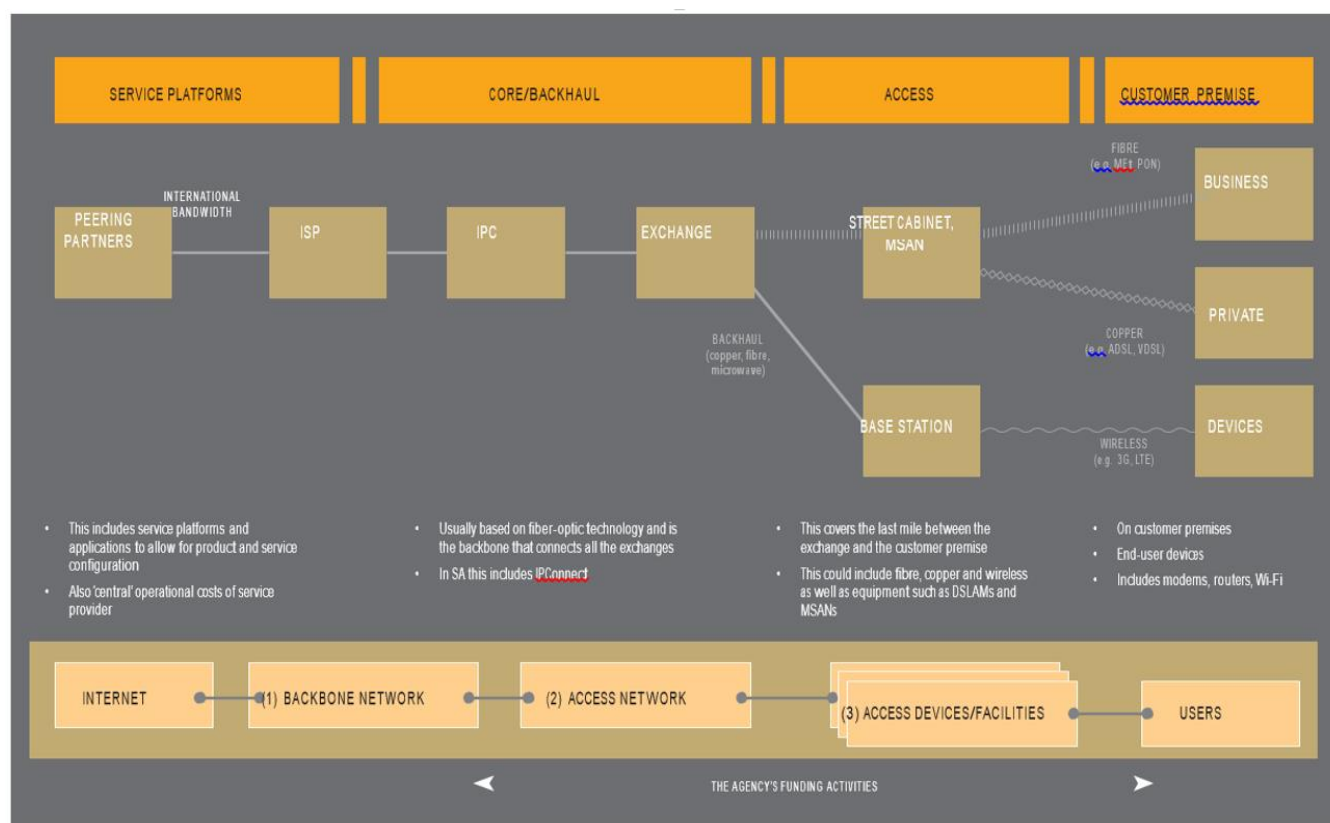 SERVICE PLATFORMS
CORE/BACKHAUL
ACCESS
CUSTOMER PREMISE
FIBRE
(e.g. MEt PON)
BUSINESS
INTERNATIONAL
BANDWIDTH
PEERING
PARTNERS
ISP
IPC
EXCHANGE
STREET CABINET,
MSAN
PRIVATE
BACKHAUL
(copper, fibre,
microwave)
COPPER
(e.g. ADSL, VDSL)
BASE STATION
DEVICES
WIRELESS
(e.g. 3G, LTE)
• This includes service platforms and
applications to allow for product and service
configuration
• Also 'central' operational costs of service
provider
• Usually based on fiber-optic technology and is
the backbone that connects all the exchanges
• In SA this includes IPConnect
• This covers the last mile between the
exchange and the customer premise
• This could include fibre, copper and wireless
as well as equipment such as DSLAMs and
MSANs
• On customer premises
• End-user devices
• Includes modems, routers, Wi-Fi
INTERNET
(1) BACKBONE NETWORK
(2) ACCESS NETWORK
(3) ACCESS DEVICES/FACILITIES
USERS
THE AGENCY'S FUNDING ACTIVITIES